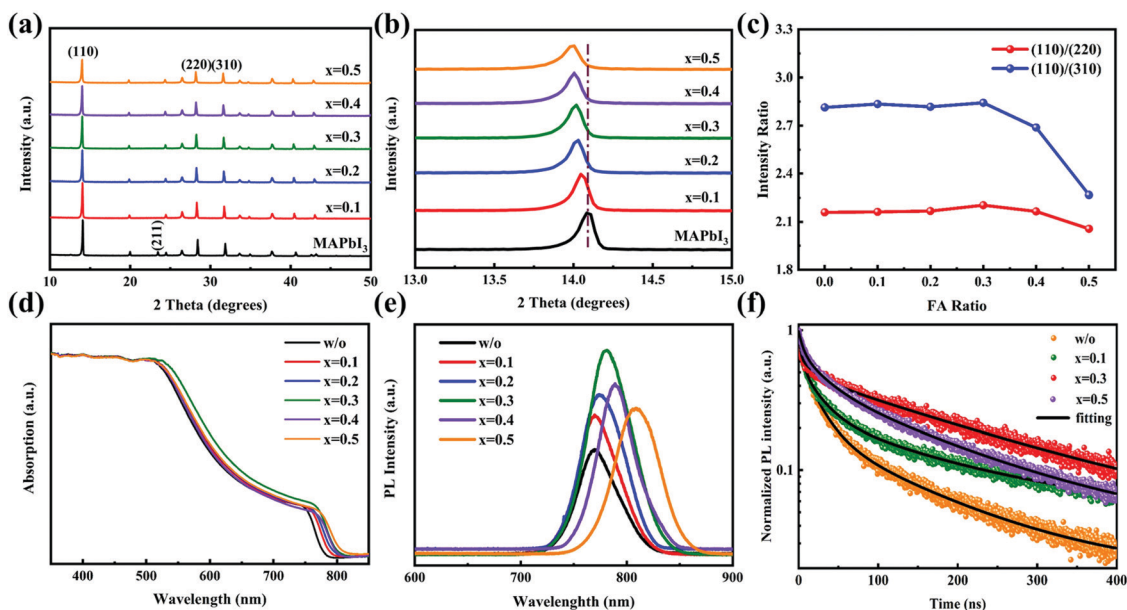 (a)
(110)
(220)(310)
x=0.5
x=0.4
x=0.3
x=0.2
x=0.1
(211)
MAPbI3
Intensity (a.u.)
10 20 30 40 50
2 Theta (degrees)
(b)
x=0.5
x=0.4
x=0.3
x=0.2
x=0.1
MAPbI3
Intensity (a.u.)
13.0 13.5 14.0 14.5 15.0
2 Theta (degrees)
(c)
(110)/(220)
(110)/(310)
3.3
3.0
2.7
2.4
2.1
1.8
Intensity Ratio
0.0 0.1 0.2 0.3 0.4 0.5
FA Ratio
(d)
w/o
x=0.1
x=0.2
x=0.3
x=0.4
x=0.5
Absorption (a.u.)
400 500 600 700 800
Wavelength (nm)
(e)
w/o
x=0.1
x=0.2
x=0.3
x=0.4
x=0.5
PL Intensity
600 700 800 900
Wavelenghth (nm)
(f)
w/o
x=0.1
x=0.3
x=0.5
fitting
1
0.1
Normalized PL intensity (a.u.)
0 100 200 300 400
Time (ns)